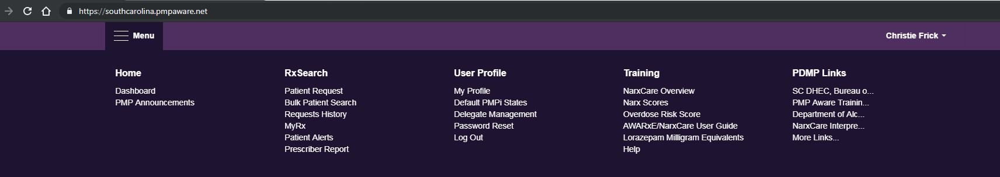 https://southcarolina.pmpaware.net
Menu
Christie Frick
Home
Dashboard
PMP Announcements
RxSearch
Patient Request
Bulk Patient Search
Requests History
MyRx
Patient Alerts
Prescriber Report
User Profile
My Profile
Default PMPi States
Delegate Management
Password Reset
Log Out
Training
NarxCare Overview
Narx Scores
Overdose Risk Score
AWARxE/NarxCare User Guide
Lorazepam Milligram Equivalents
Help
PDMP Links
SC DHEC, Bureau o...
PMP Aware Trainin...
Department of Alc...
NarxCare Interpre...
More Links...